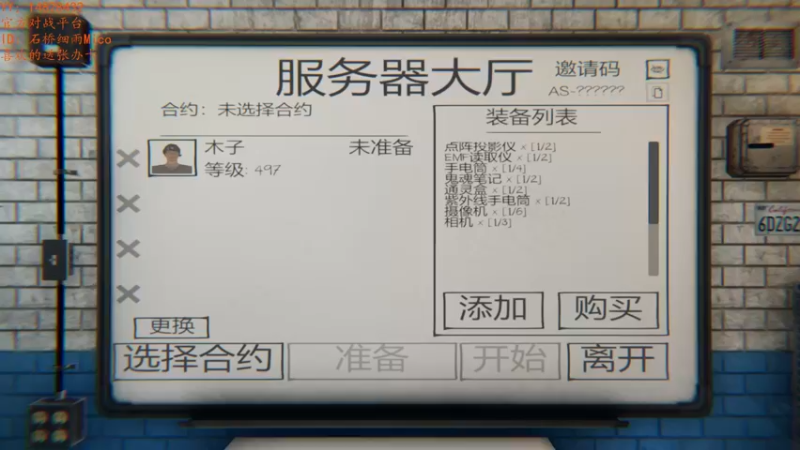 服务器大厅
邀请码
AS-??????
合约: 未选择合约
装备列表
木子
未准备
等级: 497
点阵投影仪 x [1/2]
EMF读取仪 x [1/2]
手电筒 x [1/4]
鬼魂笔记 x [1/2]
通灵盒 x [1/2]
紫外线手电筒 x [1/2]
摄像机 x [1/6]
相机 x [1/3]
添加
购买
更换
选择合约
准备
开始
离开